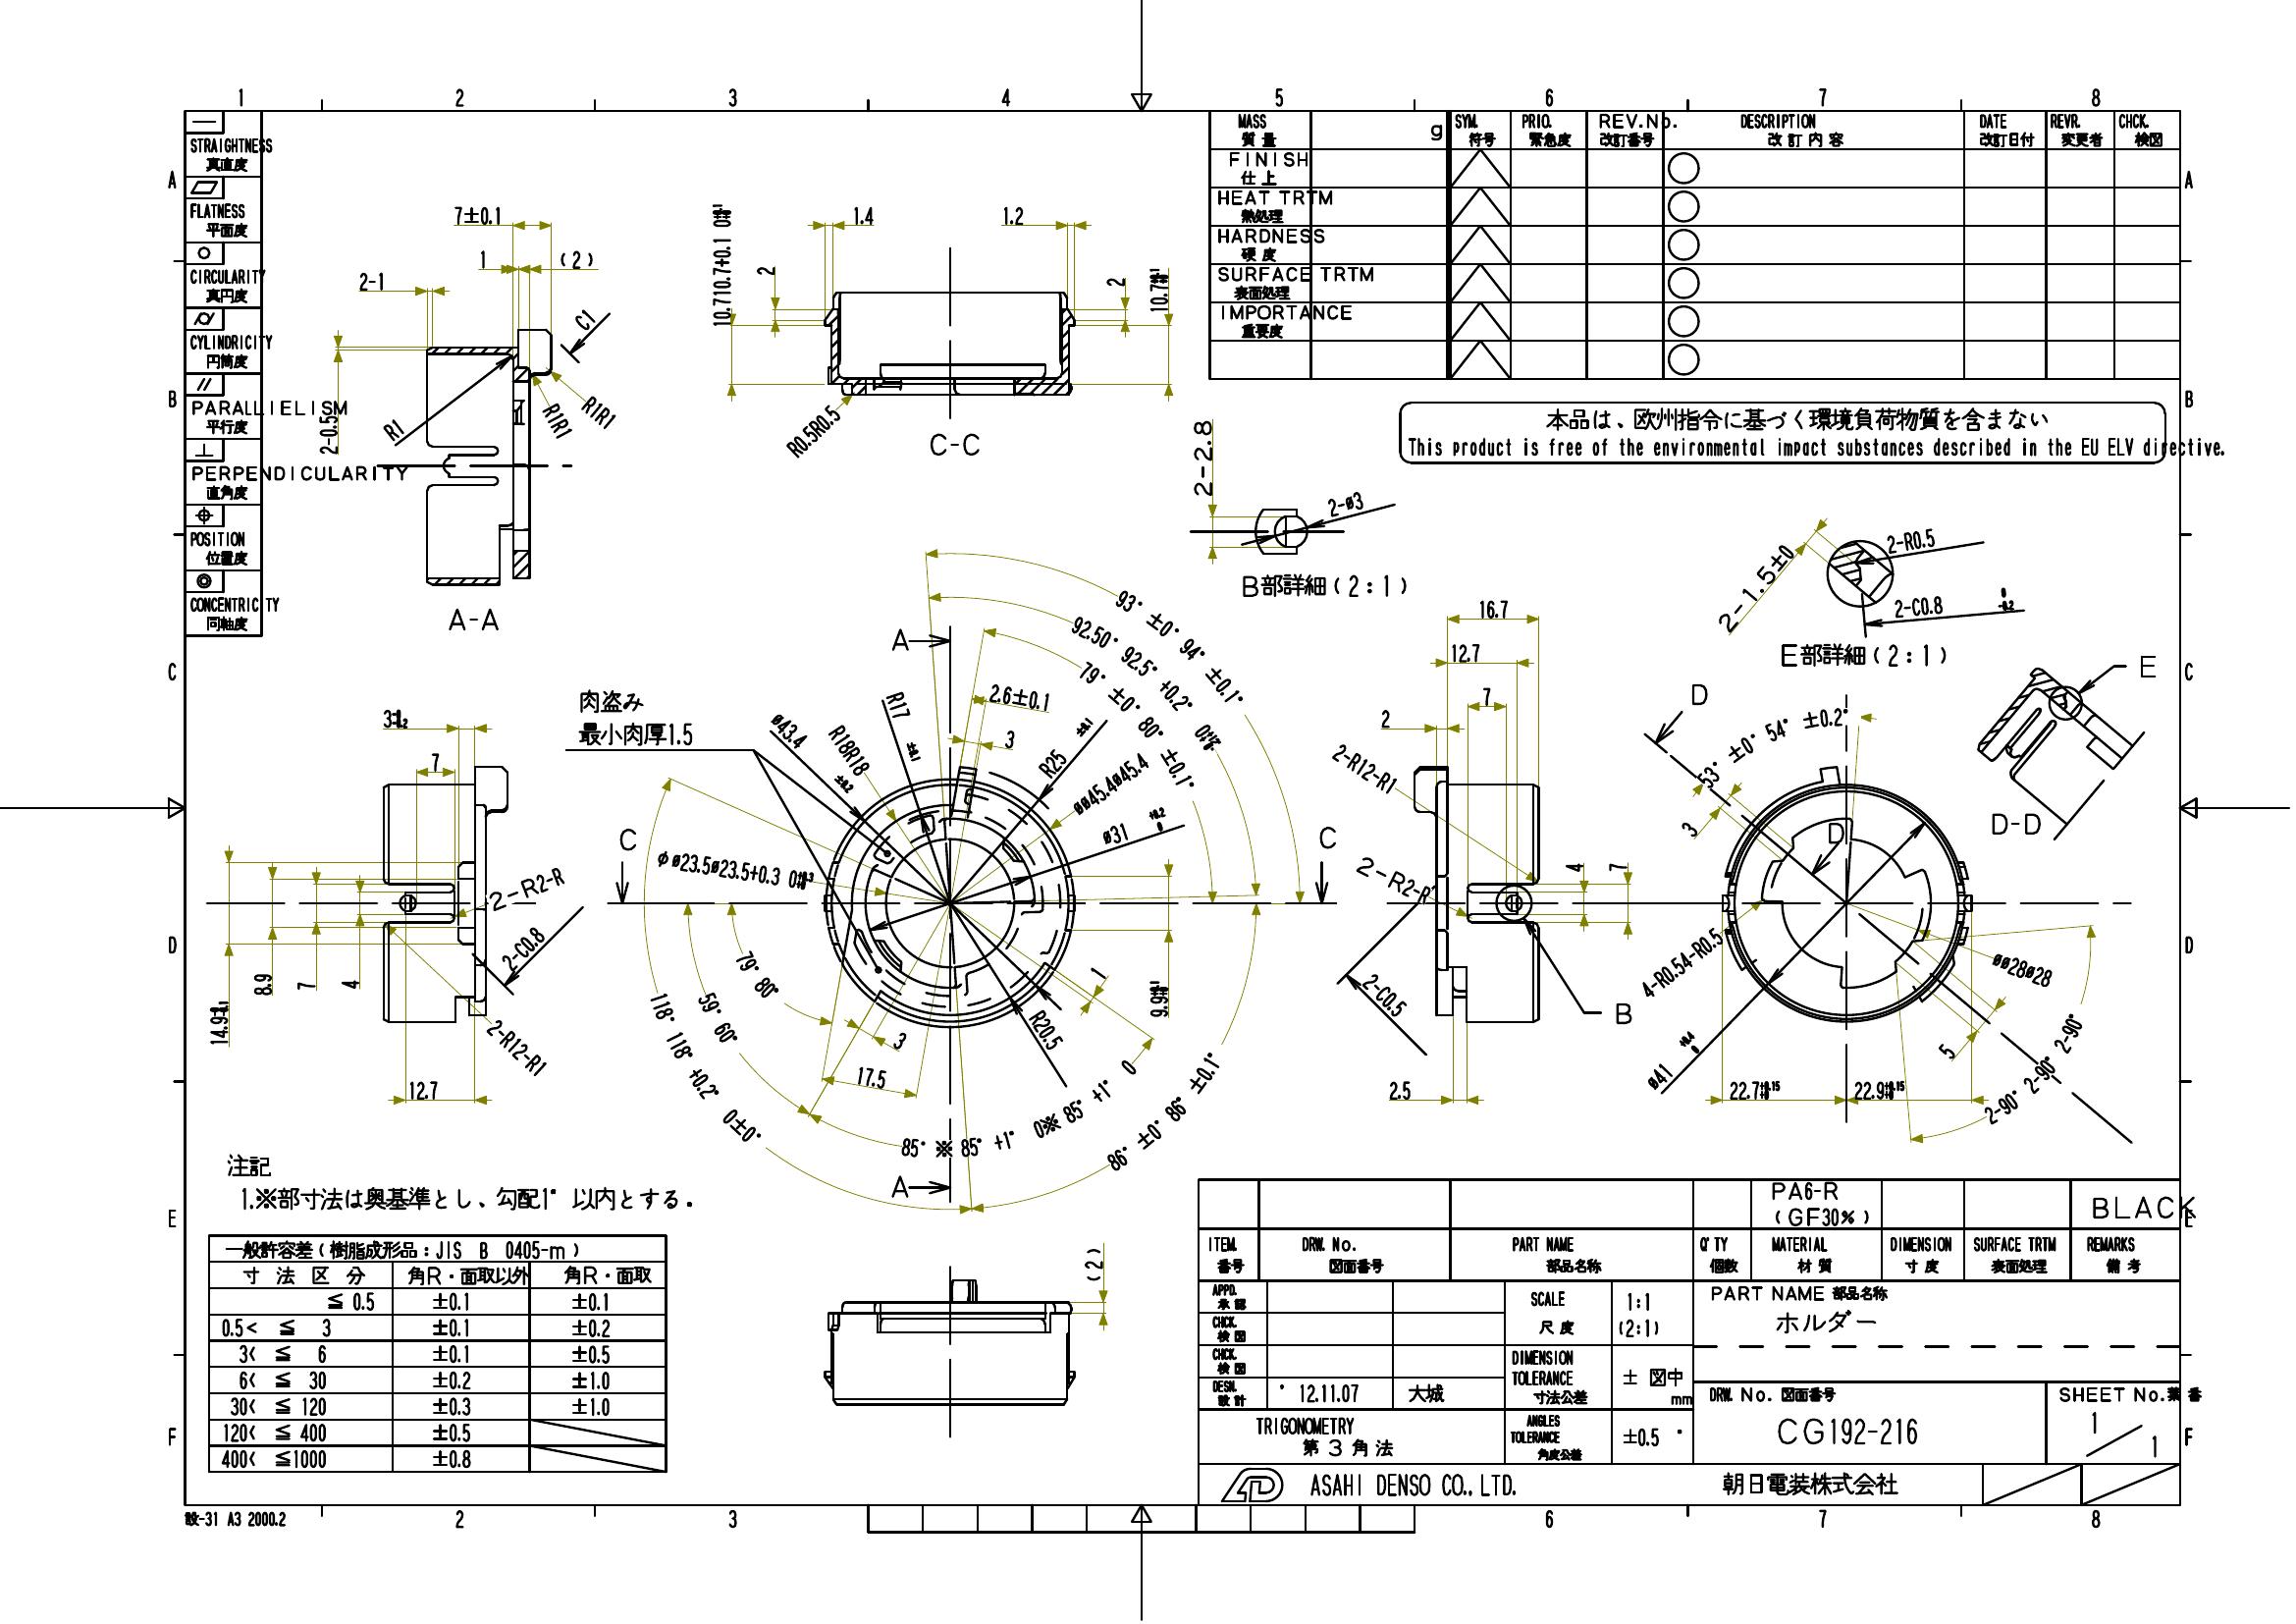 1 2 3 4 5 6 7 8
STRAIGHTNESS
真直度
FLATNESS
平面度
CIRCULARITY
真円度
CYLINDRICITY
円筒度
PARALLIELISM
平行度
PERPENDICULARITY
直角度
POSITION
位置度
CONCENTRICITY
同軸度
A
B
C
D
E
F
MASS
質量
g
SYM.
符号
PRIO.
緊急度
REV.No.
改訂番号
DESCRIPTION
改訂内容
DATE
改訂日付
REVR.
変更者
CHCK.
検図
FINISH
仕上
HEAT TRTM
熱処理
HARDNESS
硬度
SURFACE TRTM
表面処理
IMPORTANCE
重要度
本品は、欧州指令に基づく環境負荷物質を含まない
This product is free of the environmental impact substances described in the EU ELV directive.
7±0.1
1
(2)
2-1
C1
2-0.5
R1
R1R1
R1R1
A-A
1.4
1.2
2
2
10.710.7+0.1
10.7
R0.5R0.5
C-C
2-2.8
2-ø3
B部詳細(2:1)
2-1.5±0
2-R0.5
2-C0.8
E部詳細(2:1)
E
D-D
肉盗み
最小肉厚1.5
ø43.4
R18R18
R17
2.6±0.1
3
R25
øø45.4ø45.4
ø31
φø23.5ø23.5+0.3
93° ±0° 94° ±0.1°
92.50° 92.5° +0.2°
79° ±0° 80° ±0.1°
79° 80°
59° 60°
118° 118° +0.2° 0±0°
85° ※85° +1° 0※85° +1° 0
86° ±0° 86° ±0.1°
17.5
3
1
R20.5
9.9
A
A
C
C
3
7
14.9
8.9
7
4
12.7
2-R2-R
2-C0.8
2-R12-R1
16.7
12.7
7
2
2-R12-R1
2-R2-R
2-C0.5
4
7
2.5
B
D
D
53° ±0° 54° ±0.2°
3
4-R0.54-R0.5
øø28ø28
2-90° 2-90°
2-90° 2-90°
5
ø41
22.7
22.9
(2)
注記
1.※部寸法は奥基準とし、勾配1°以内とする.
一般許容差(樹脂成形品:JIS B 0405-m)
寸法区分 角R・面取以外 角R・面取
≦ 0.5 ±0.1 ±0.1
0.5< ≦ 3 ±0.1 ±0.2
3< ≦ 6 ±0.1 ±0.5
6< ≦ 30 ±0.2 ±1.0
30< ≦ 120 ±0.3 ±1.0
120< ≦ 400 ±0.5
400< ≦1000 ±0.8
PA6-R
(GF30%)
BLACK
ITEM.
番号
DRW. No.
図面番号
PART NAME
部品名称
Q'TY
個数
MATERIAL
材質
DIMENSION
寸度
SURFACE TRTM
表面処理
REMARKS
備考
APPD.
承認
CHCK.
検図
CHCK.
検図
DESN.
設計
' 12.11.07
大城
SCALE
尺度
1:1
(2:1)
DIMENSION
TOLERANCE
寸法公差
± 図中
mm
TRIGONOMETRY
第3角法
ANGLES
TOLERANCE
角度公差
±0.5 °
PART NAME 部品名称
ホルダー
DRW. No. 図面番号
CG192-216
SHEET No.葉番
1
1
ASAHI DENSO CO., LTD.
朝日電装株式会社
設-31 A3 2000.2
2 3 6 7 8